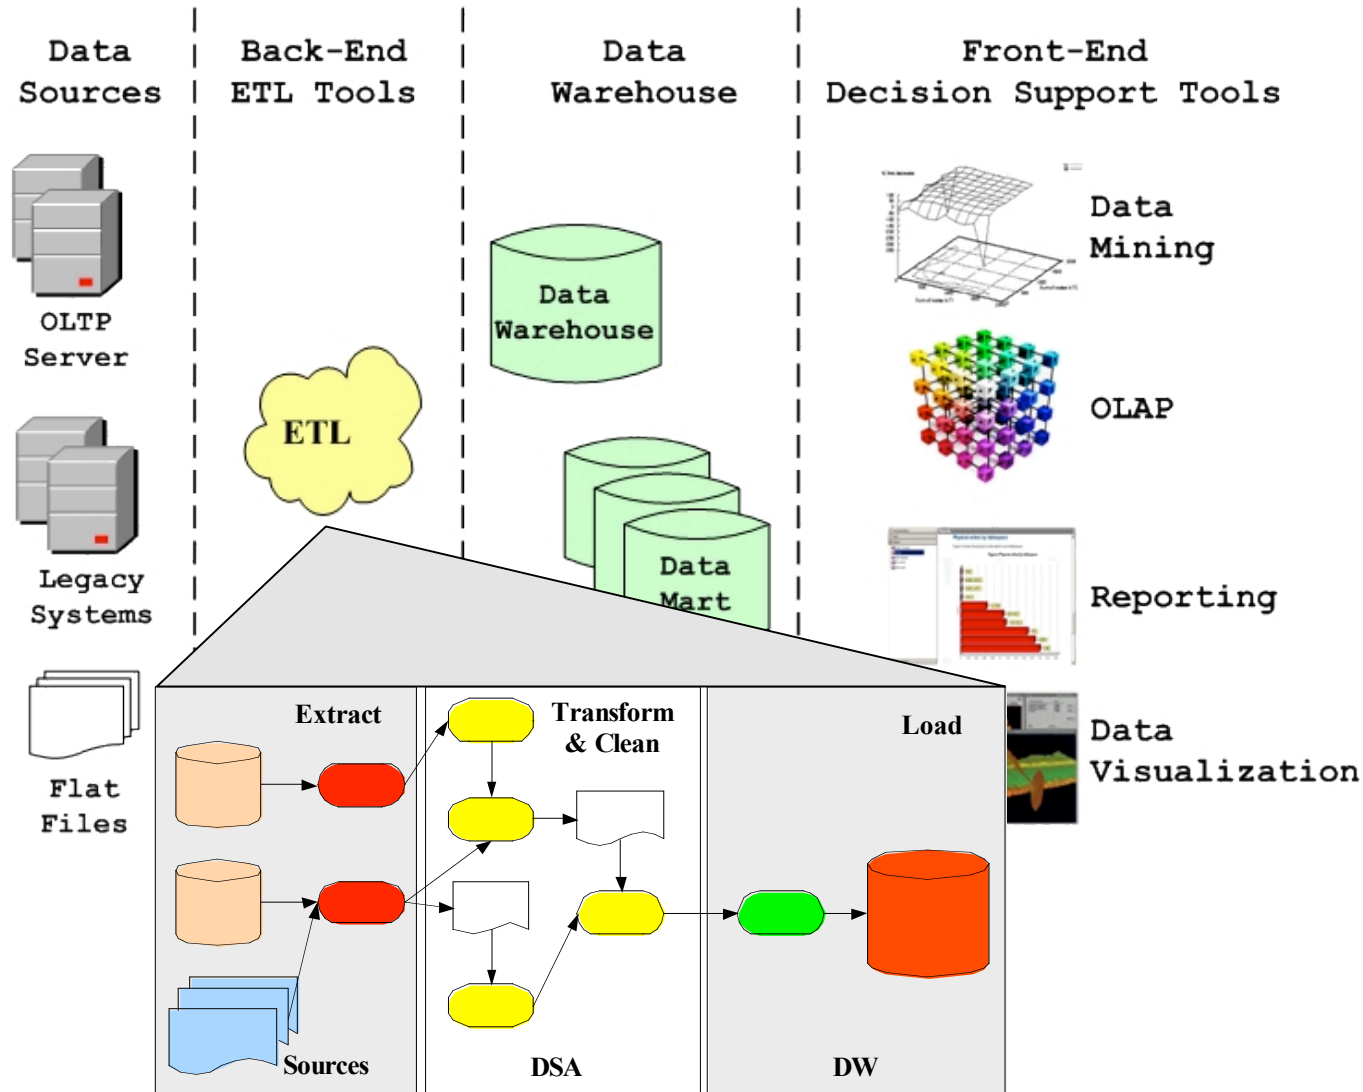 Data
Sources
Back-End
ETL Tools
Data
Warehouse
Front-End
Decision Support Tools
OLTP
Server
Legacy
Systems
Flat
Files
ETL
Data
Warehouse
Data
Mart
Data
Mining
OLAP
Reporting
Data
Visualization
Extract
Transform
& Clean
Load
Sources
DSA
DW